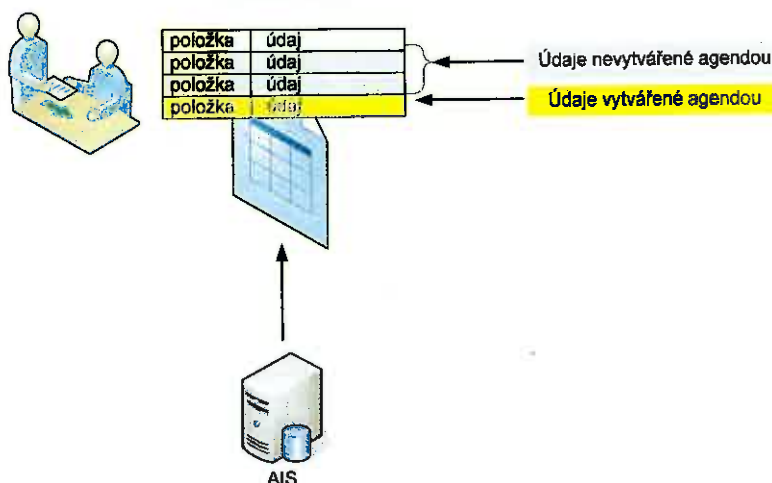 položka údaj
položka údaj
položka údaj
položka údaj
Údaje nevytvářené agendou
Údaje vytvářené agendou
AIS